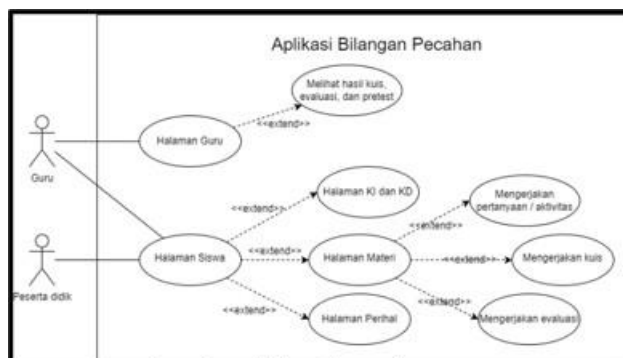 Aplikasi Bilangan Pecahan
Melihat hasil kuis,
evaluasi, dan pretest
<<extend>>
Halaman Guru
Guru
Halaman KI dan KD
Mengerjakan
pertanyaan / aktivitas
<<extend>>
<<extend>>
Halaman Siswa
<<extend>>
Halaman Materi
<<extend>>
Mengerjakan kuis
Peserta didik
<<extend>>
<<extend>>
Halaman Perihal
Mengerjakan evaluasi